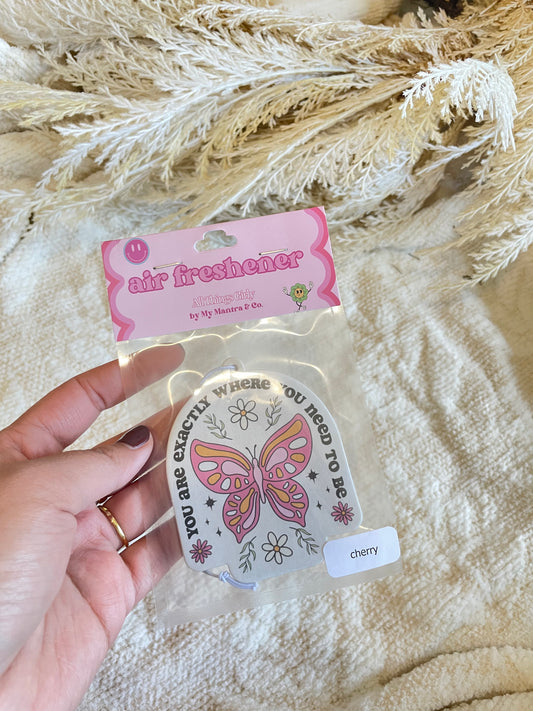 air freshener
All Things Girly
by My Mantra & Co.
YOU ARE EXACTLY WHERE YOU NEED TO BE
cherry